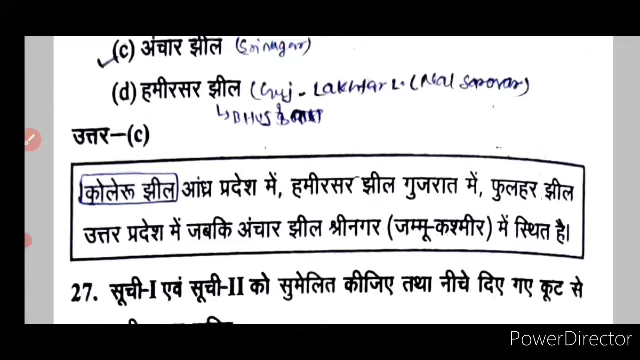 (c) अंचार झील (Srinagar)
(d) हमीरसर झील (Guj - Lakhtar L. (Nal Sarovar)
उत्तर–(c)
कोलेरू झील आंध्र प्रदेश में, हमीरसर झील गुजरात में, फुलहर झील
उत्तर प्रदेश में जबकि अंचार झील श्रीनगर (जम्मू-कश्मीर) में स्थित है।
27. सूची-I एवं सूची-II को सुमेलित कीजिए तथा नीचे दिए गए कूट से
PowerDirector